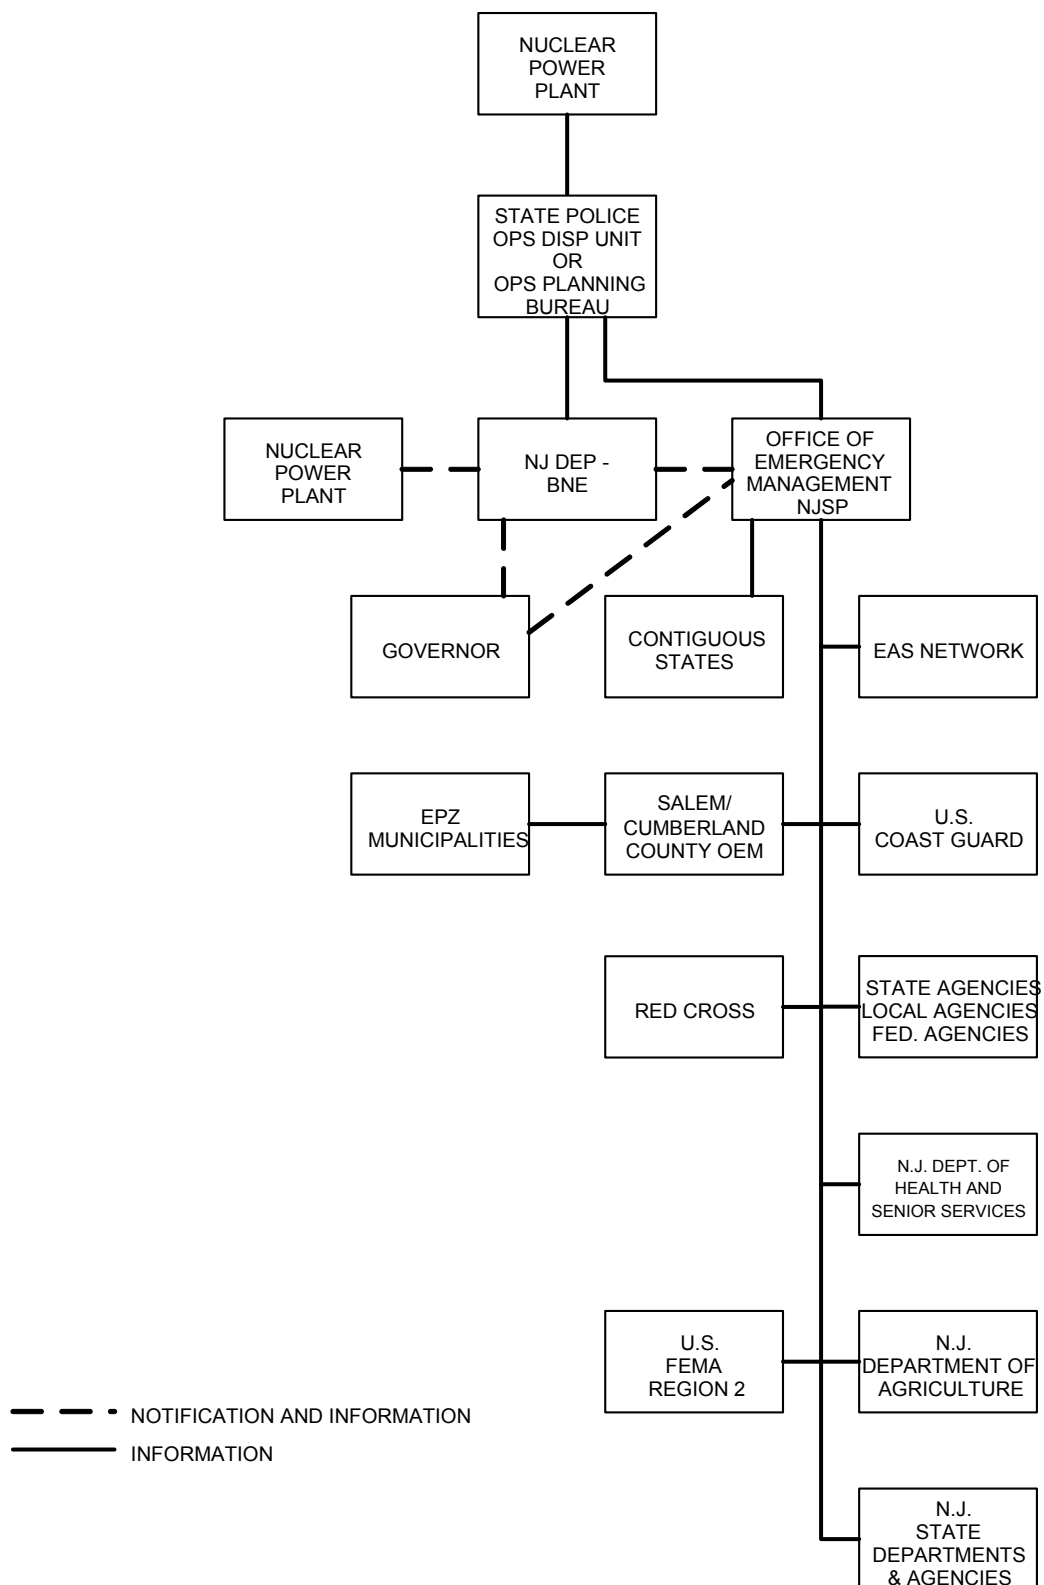 NUCLEAR
POWER
PLANT
STATE POLICE
OPS DISP UNIT
OR
OPS PLANNING
BUREAU
NUCLEAR
POWER
PLANT
NJ DEP -
BNE
OFFICE OF
EMERGENCY
MANAGEMENT
NJSP
GOVERNOR
CONTIGUOUS
STATES
EAS NETWORK
EPZ
MUNICIPALITIES
SALEM/
CUMBERLAND
COUNTY OEM
U.S.
COAST GUARD
RED CROSS
STATE AGENCIES
LOCAL AGENCIES
FED. AGENCIES
N.J. DEPT. OF
HEALTH AND
SENIOR SERVICES
U.S.
FEMA
REGION 2
N.J.
DEPARTMENT OF
AGRICULTURE
NOTIFICATION AND INFORMATION
INFORMATION
N.J.
STATE
DEPARTMENTS
& AGENCIES